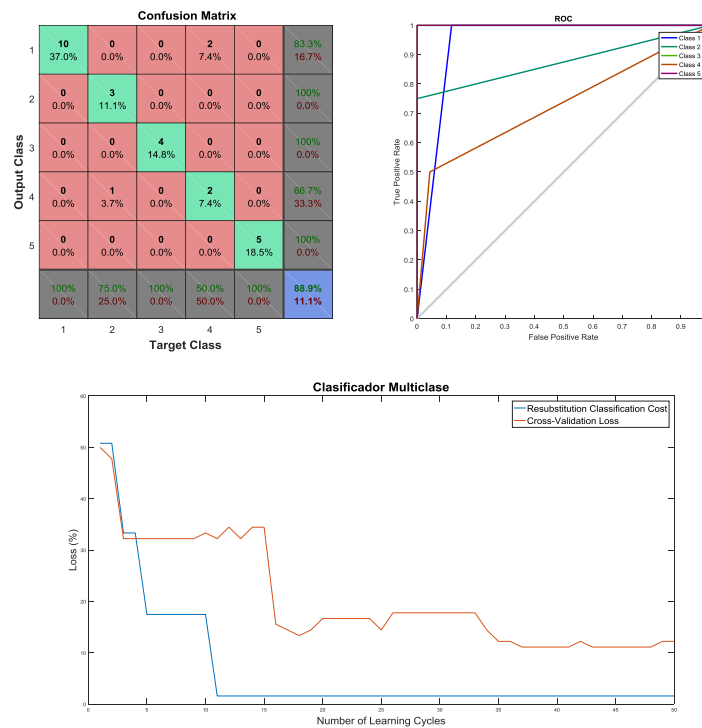 Confusion Matrix
1 10 0 0 2 0 83.3%
37.0% 0.0% 0.0% 7.4% 0.0% 16.7%
2 0 3 0 0 0 100%
0.0% 11.1% 0.0% 0.0% 0.0% 0.0%
3 0 0 4 0 0 100%
0.0% 0.0% 14.8% 0.0% 0.0% 0.0%
4 0 1 0 2 0 66.7%
0.0% 3.7% 0.0% 7.4% 0.0% 33.3%
5 0 0 0 0 5 100%
0.0% 0.0% 0.0% 0.0% 18.5% 0.0%
100% 75.0% 100% 50.0% 100% 88.9%
0.0% 25.0% 0.0% 50.0% 0.0% 11.1%
1 2 3 4 5
Target Class
Output Class
ROC
Class 1
Class 2
Class 3
Class 4
Class 5
1
0.9
0.8
0.7
0.6
0.5
0.4
0.3
0.2
0.1
0
0 0.1 0.2 0.3 0.4 0.5 0.6 0.7 0.8 0.9
False Positive Rate
True Positive Rate
Clasificador Multiclase
Resubstitution Classification Cost
Cross-Validation Loss
60
50
40
30
20
10
0
0 5 10 15 20 25 30 35 40 45 50
Number of Learning Cycles
Loss (%)